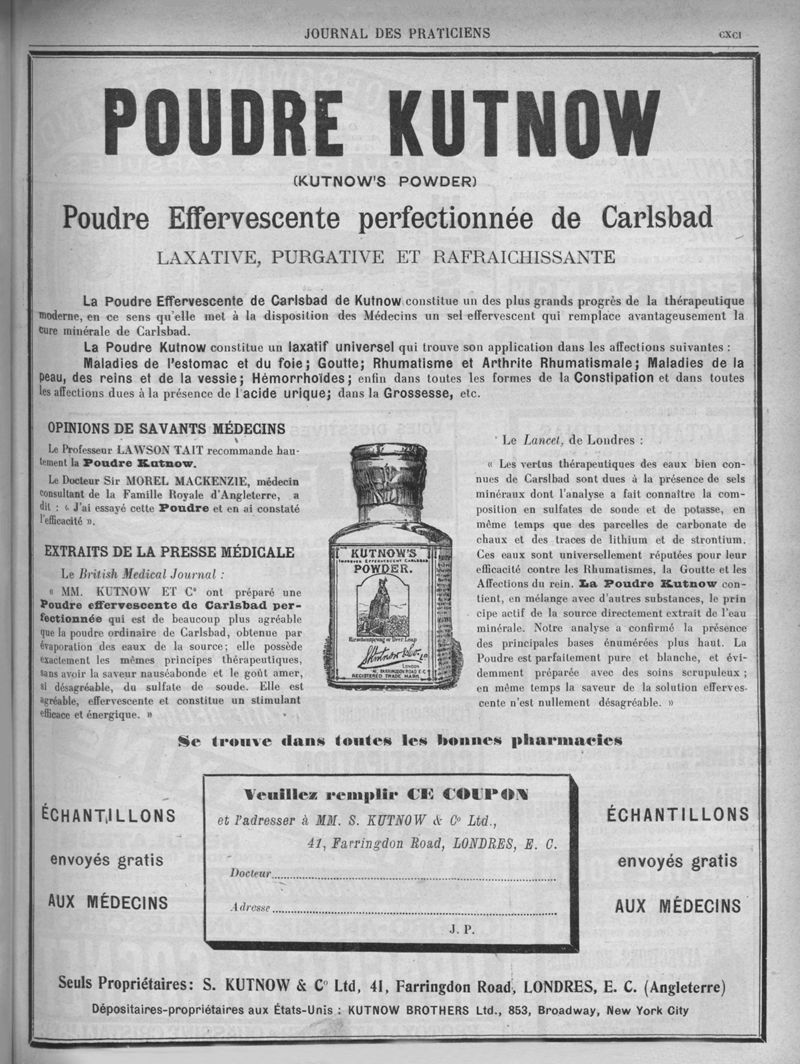 JOURNAL DES PRATICIENS
CXCI
POUDRE KUTNOW
(KUTNOW'S POWDER)
Poudre Effervescente perfectionnée de Carlsbad
LAXATIVE, PURGATIVE ET RAFRAICHISSANTE
La Poudre Effervescente de Carlsbad de Kutnow constitue un des plus grands progrès de la thérapeutique
moderne, en ce sens qu'elle met à la disposition des Médecins un sel effervescent qui remplace avantageusement la
cure minérale de Carlsbad.
La Poudre Kutnow constitue un laxatif universel qui trouve son application dans les affections suivantes :
Maladies de l'estomac et du foie; Goutte; Rhumatisme et Arthrite Rhumatismale; Maladies de la
peau, des reins et de la vessie; Hémorrhoïdes; enfin dans toutes les formes de la Constipation et dans toutes
les affections dues à la présence de l'acide urique; dans la Grossesse, etc.
OPINIONS DE SAVANTS MÉDECINS
Le Professeur LAWSON TAIT recommande hau-
tement la Poudre Kutnow.
Le Docteur Sir MOREL MACKENZIE, médecin
consultant de la Famille Royale d'Angleterre, a
dit : « J'ai essayé cette Poudre et en ai constaté
l'efficacité ».
EXTRAITS DE LA PRESSE MÉDICALE
Le British Medical Journal :
« MM. KUTNOW ET Cº ont préparé une
Poudre effervescente de Carlsbad per-
fectionnée qui est de beaucoup plus agréable
que la poudre ordinaire de Carlsbad, obtenue par
évaporation des eaux de la source; elle possède
exactement les mêmes principes thérapeutiques,
sans avoir la saveur nauséabonde et le goût amer,
si désagréable, du sulfate de soude. Elle est
agréable, effervescente et constitue un stimulant
efficace et énergique. »
KUTNOW'S
IMPROVED EFFERVESCENT CARLSBAD
POWDER.
Hirschensprung or Deer Leap
S. Kutnow & Co. Ld
LONDON
41, FARRINGDON ROAD E.C.
REGISTERED TRADE MARK
Le Lancet, de Londres :
« Les vertus thérapeutiques des eaux bien con-
nues de Carslbad sont dues à la présence de sels
minéraux dont l'analyse a fait connaître la com-
position en sulfates de soude et de potasse, en
même temps que des parcelles de carbonate de
chaux et des traces de lithium et de strontium.
Ces eaux sont universellement réputées pour leur
efficacité contre les Rhumatismes, la Goutte et les
Affections du rein. La Poudre Kutnow con-
tient, en mélange avec d'autres substances, le prin
cipe actif de la source directement extrait de l'eau
minérale. Notre analyse a confirmé la présence
des principales bases énumérées plus haut. La
Poudre est parfaitement pure et blanche, et évi-
demment préparée avec des soins scrupuleux ;
en même temps la saveur de la solution efferves-
cente n'est nullement désagréable. »
Se trouve dans toutes les bonnes pharmacies
ÉCHANTILLONS
envoyés gratis
AUX MÉDECINS
Veuillez remplir CE COUPON
et l'adresser à MM. S. KUTNOW & Cº Ltd.,
41, Farringdon Road, LONDRES, E. C.
Docteur
Adresse
J. P.
ÉCHANTILLONS
envoyés gratis
AUX MÉDECINS
Seuls Propriétaires: S. KUTNOW & Cº Ltd, 41, Farringdon Road, LONDRES, E. C. (Angleterre)
Dépositaires-propriétaires aux États-Unis : KUTNOW BROTHERS Ltd., 853, Broadway, New York City